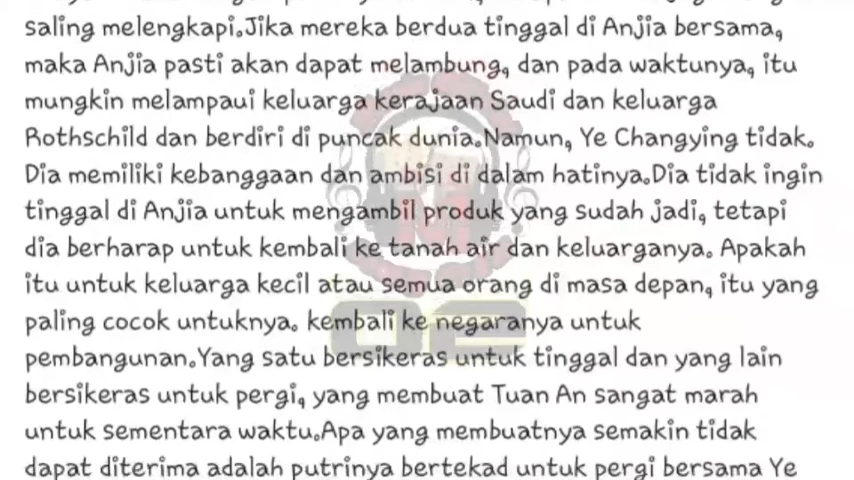 saling melengkapi.Jika mereka berdua tinggal di Anjia bersama,
maka Anjia pasti akan dapat melambung, dan pada waktunya, itu
mungkin melampaui keluarga kerajaan Saudi dan keluarga
Rothschild dan berdiri di puncak dunia.Namun, Ye Changying tidak.
Dia memiliki kebanggaan dan ambisi di dalam hatinya.Dia tidak ingin
tinggal di Anjia untuk mengambil produk yang sudah jadi, tetapi
dia berharap untuk kembali ke tanah air dan keluarganya. Apakah
itu untuk keluarga kecil atau semua orang di masa depan, itu yang
paling cocok untuknya. kembali ke negaranya untuk
pembangunan.Yang satu bersikeras untuk tinggal dan yang lain
bersikeras untuk pergi, yang membuat Tuan An sangat marah
untuk sementara waktu.Apa yang membuatnya semakin tidak
dapat diterima adalah putrinya bertekad untuk pergi bersama Ye